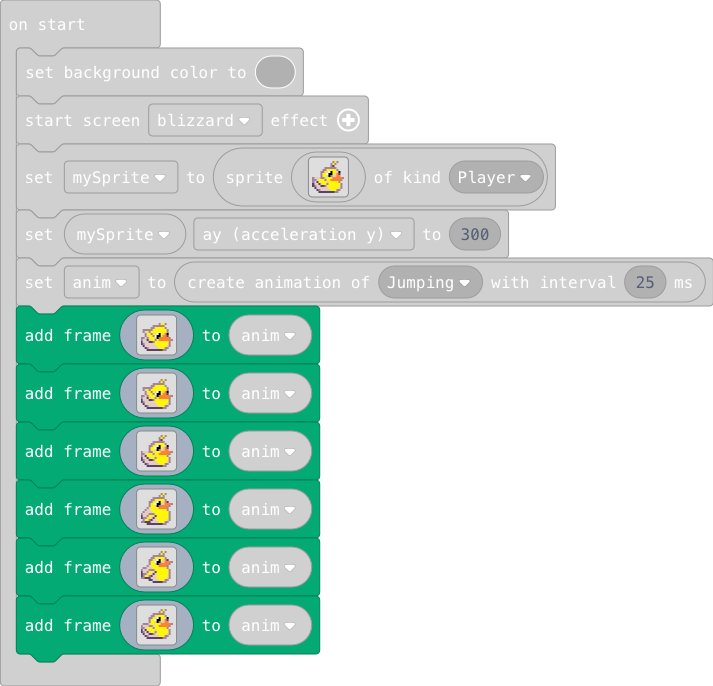 on start
set background color to
start screen blizzard effect
set mySprite to sprite of kind Player
set mySprite ay (acceleration y) to 300
set anim to create animation of Jumping with interval 25 ms
add frame to anim
add frame to anim
add frame to anim
add frame to anim
add frame to anim
add frame to anim